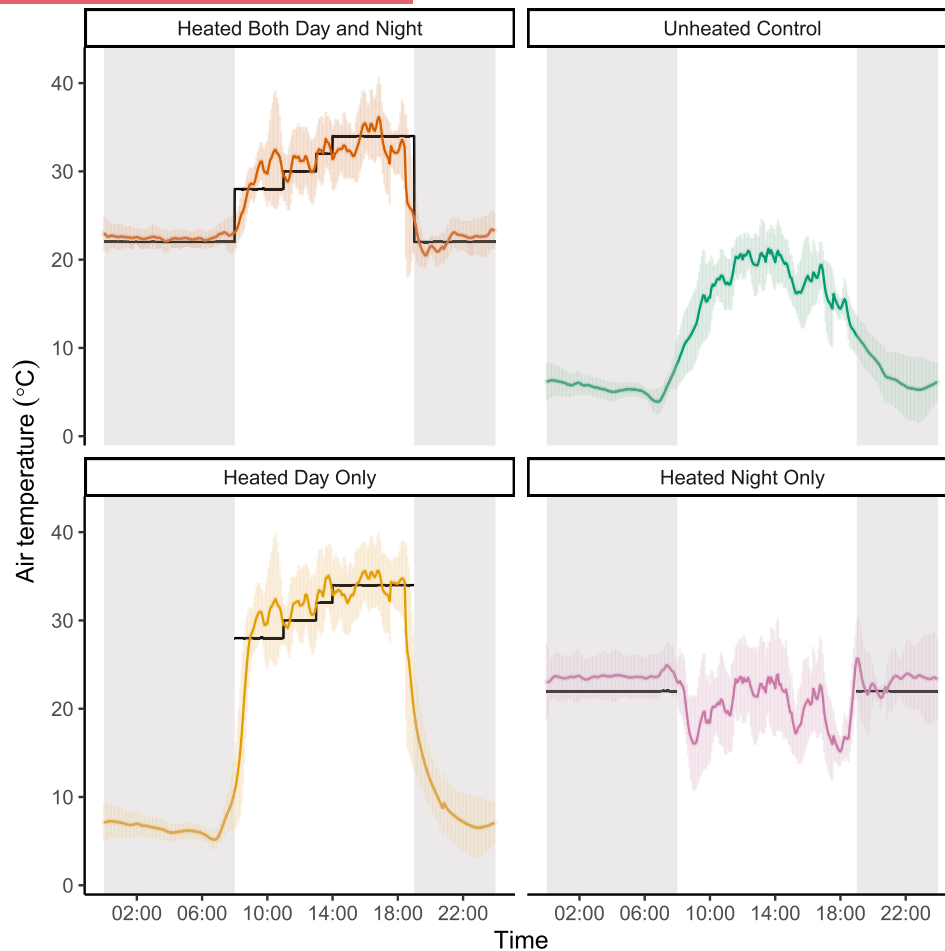 Heated Both Day and Night
Unheated Control
40
30
20
10
0
Heated Day Only
Heated Night Only
40
30
20
10
0
Air temperature (°C)
02:00 06:00 10:00 14:00 18:00 22:00
02:00 06:00 10:00 14:00 18:00 22:00
Time